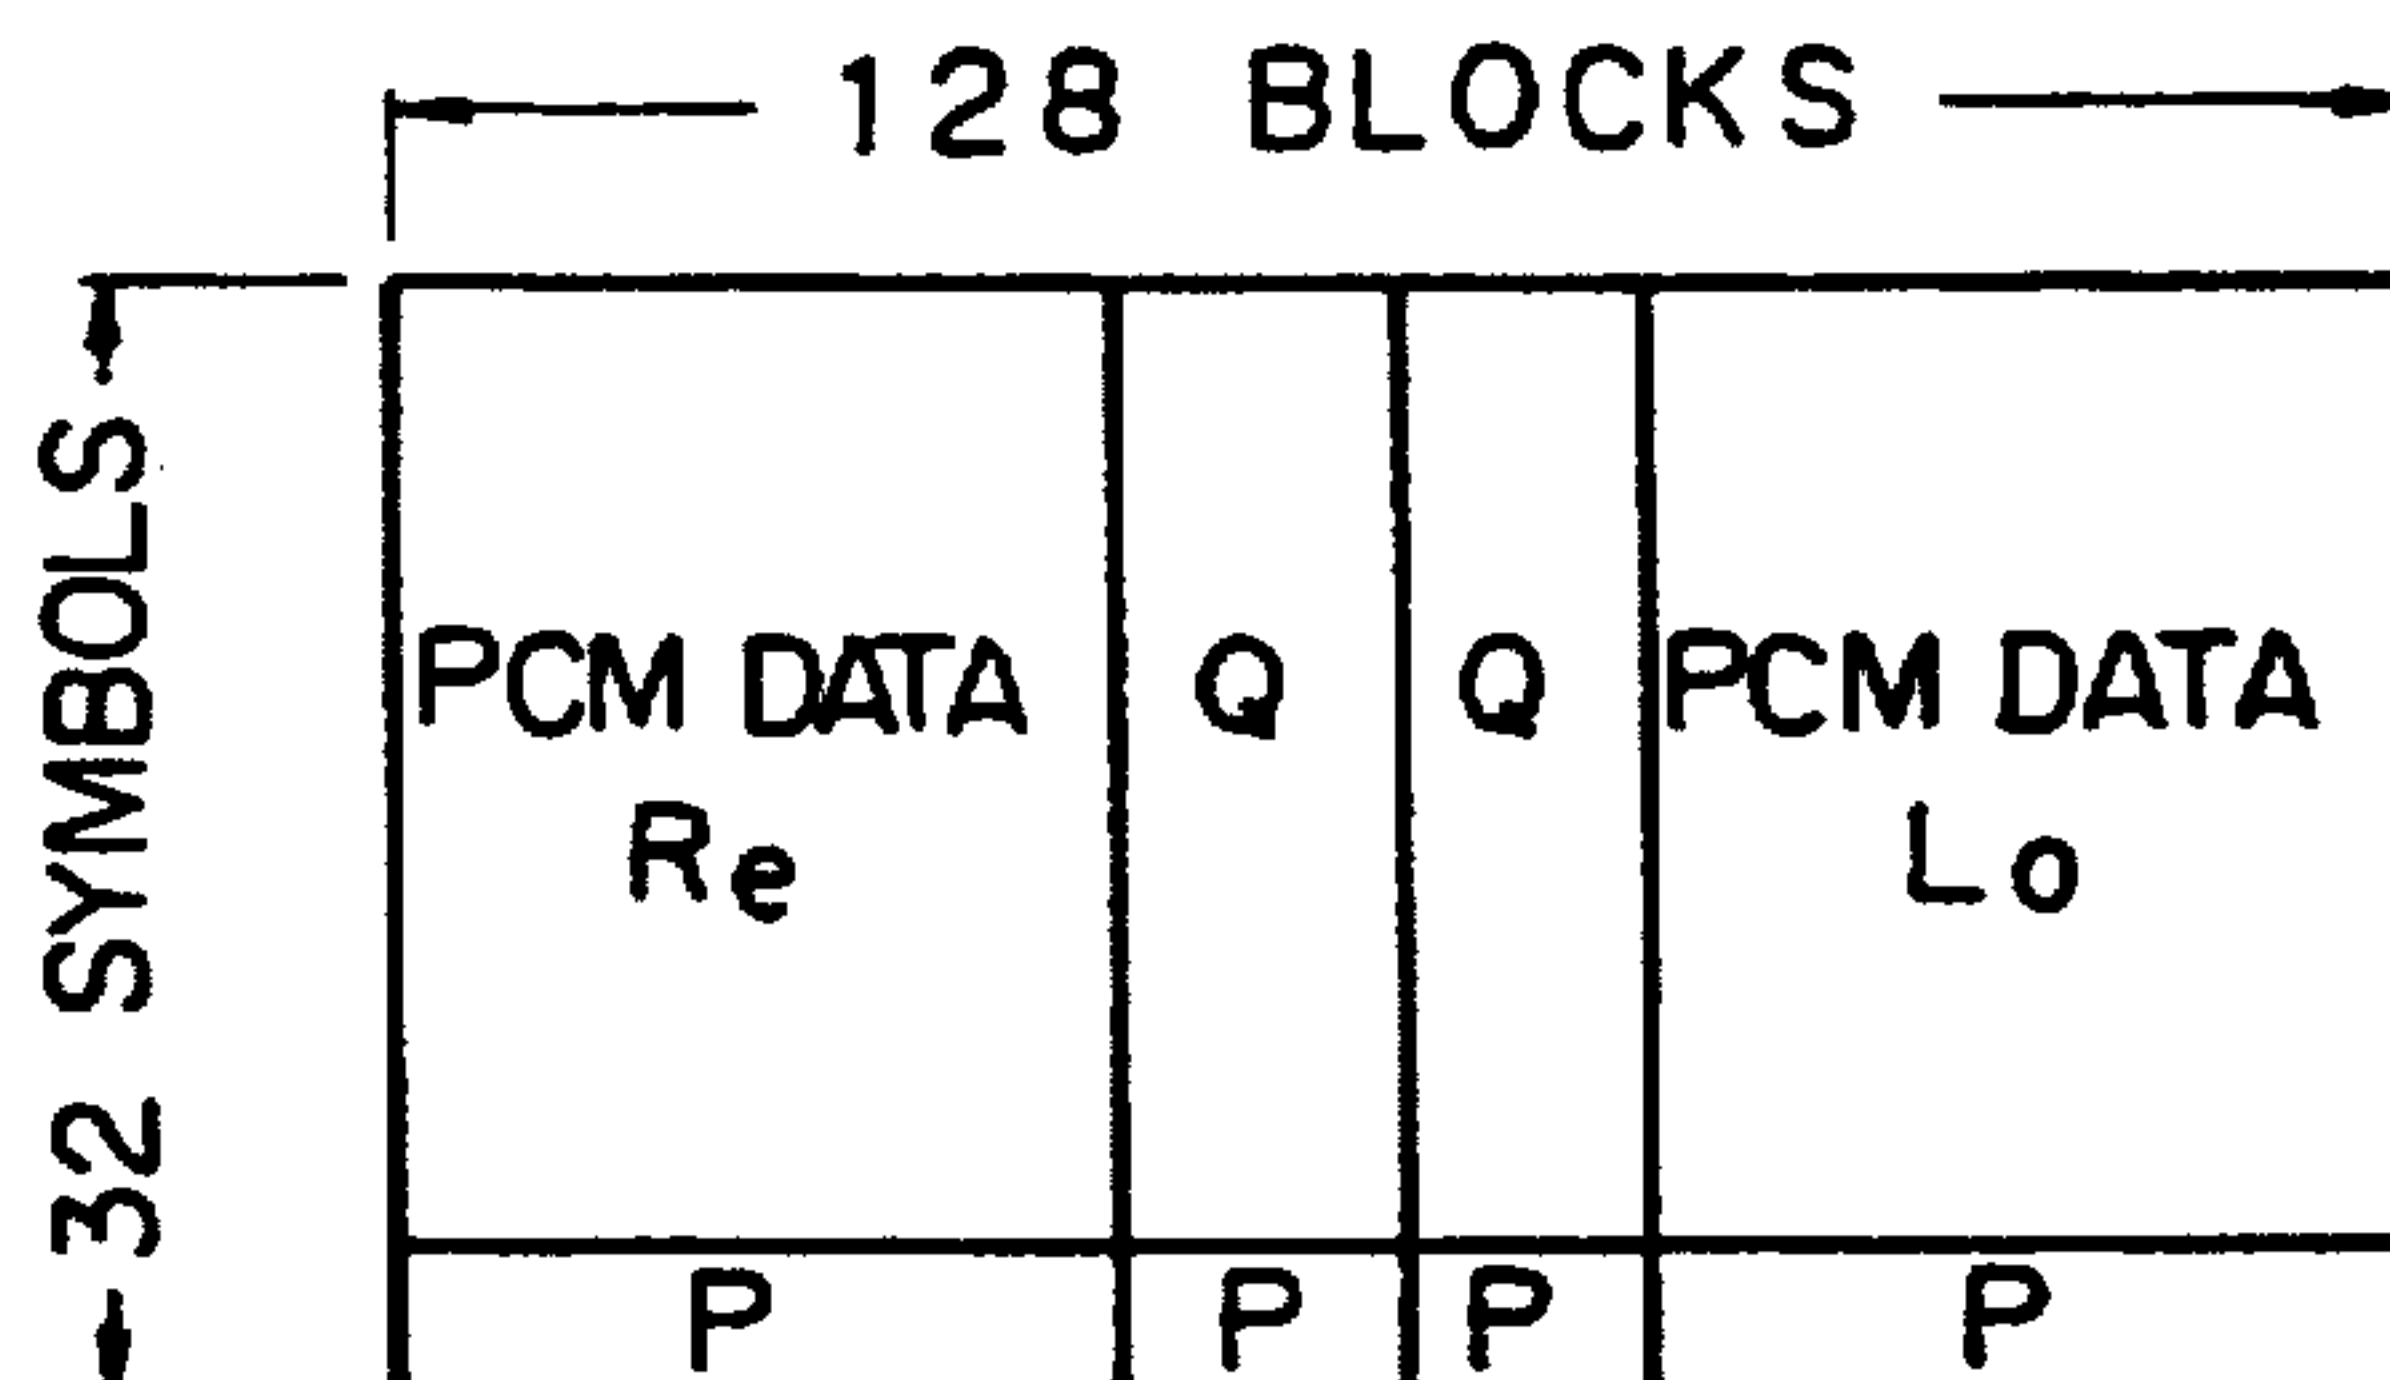 128 BLOCKS
32 SYMBOLS
PCM DATA Q Q PCM DATA
Re Lo
P P P P